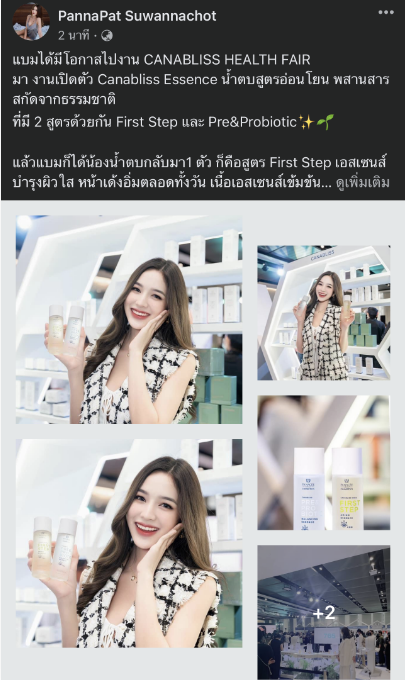 PannaPat Suwannachot
2 นาที ·
แบมได้มีโอกาสไปงาน CANABLISS HEALTH FAIR
มา งานเปิดตัว Canabliss Essence น้ำตบสูตรอ่อนโยน พสานสาร
สกัดจากธรรมชาติ
ที่มี 2 สูตรด้วยกัน First Step และ Pre&Probiotic✨🌱
แล้วแบมก็ได้น้องน้ำตบกลับมา1 ตัว ก็คือสูตร First Step เอสเซนส์
บำรุงผิวใส หน้าเด้งอิ่มตลอดทั้งวัน เนื้อเอสเซนส์เข้มข้น... ดูเพิ่มเติม
CANABLISS
FIRST
STEP
+2